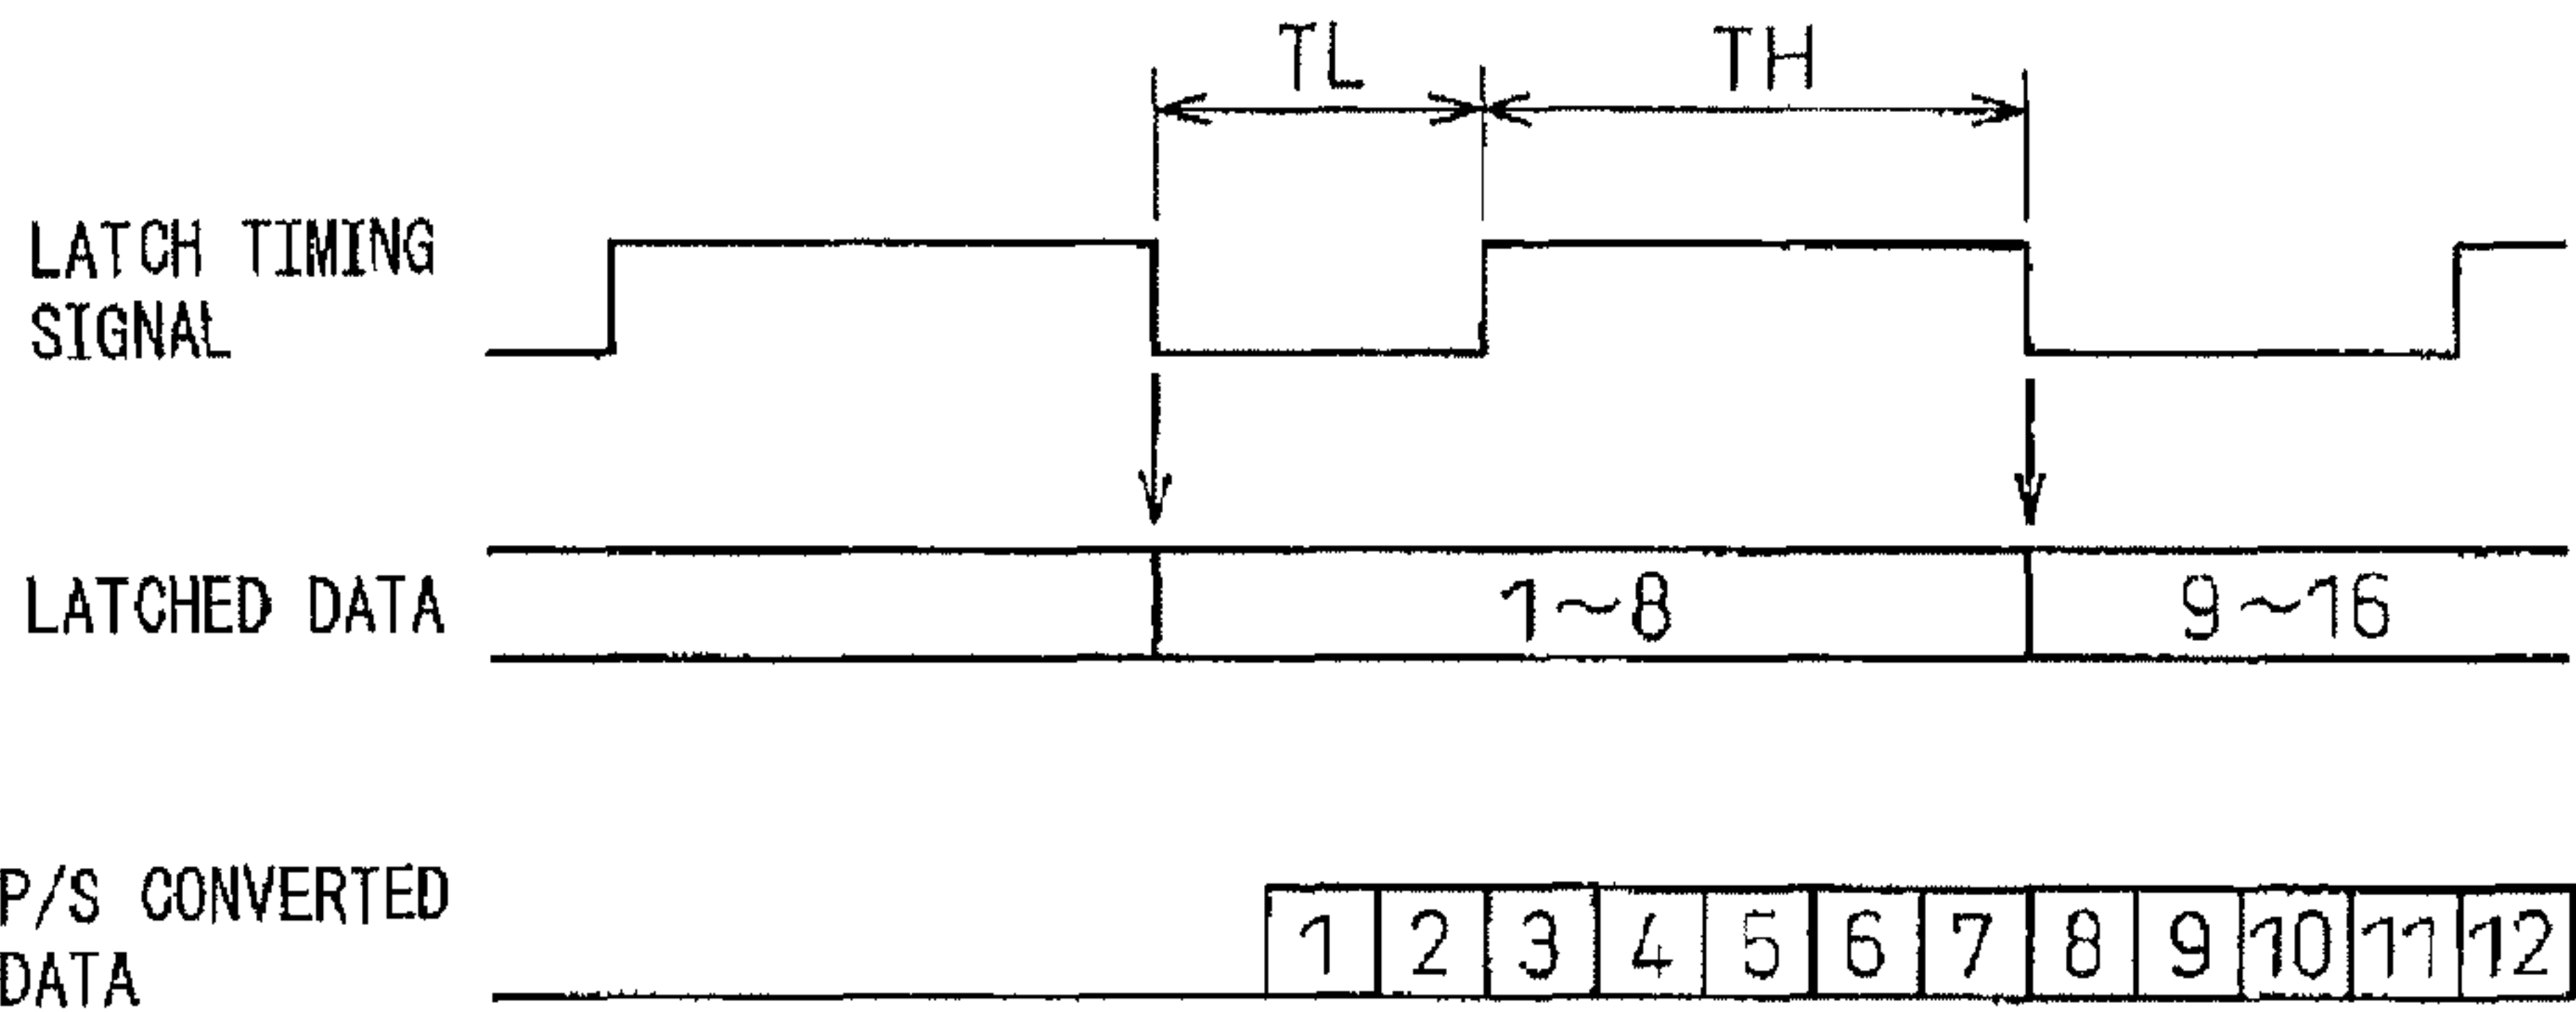 TL TH
LATCH TIMING
SIGNAL
LATCHED DATA 1~8 9~16
P/S CONVERTED
DATA
1 2 3 4 5 6 7 8 9 10 11 12